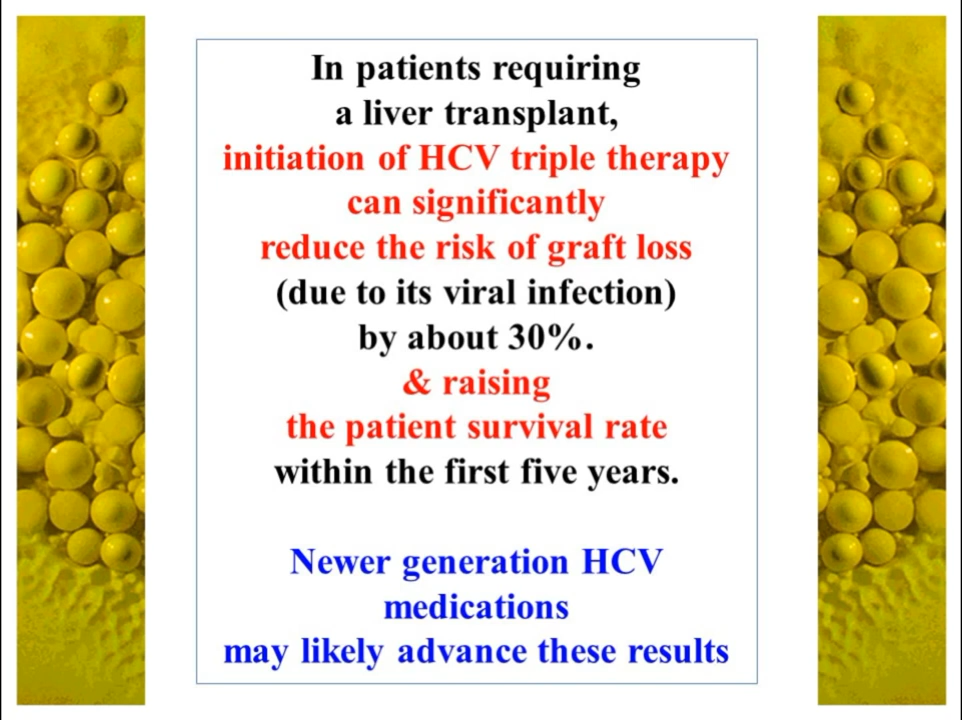 In patients requiring
a liver transplant,
initiation of HCV triple therapy
can significantly
reduce the risk of graft loss
(due to its viral infection)
by about 30%.
& raising
the patient survival rate
within the first five years.
Newer generation HCV
medications
may likely advance these results